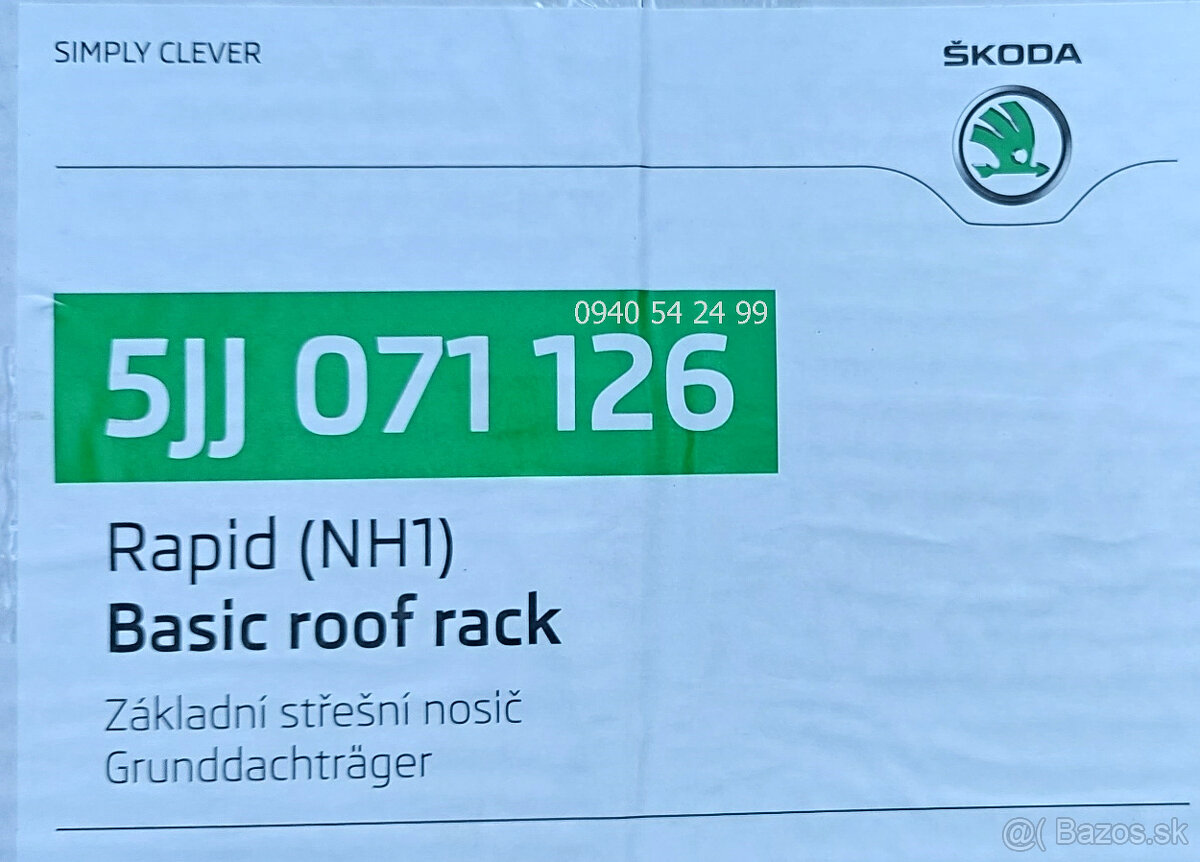 SIMPLY CLEVER
ŠKODA
0940 54 24 99
5JJ 071 126
Rapid (NH1)
Basic roof rack
Základní střešní nosič
Grunddachträger
@( Bazos.sk